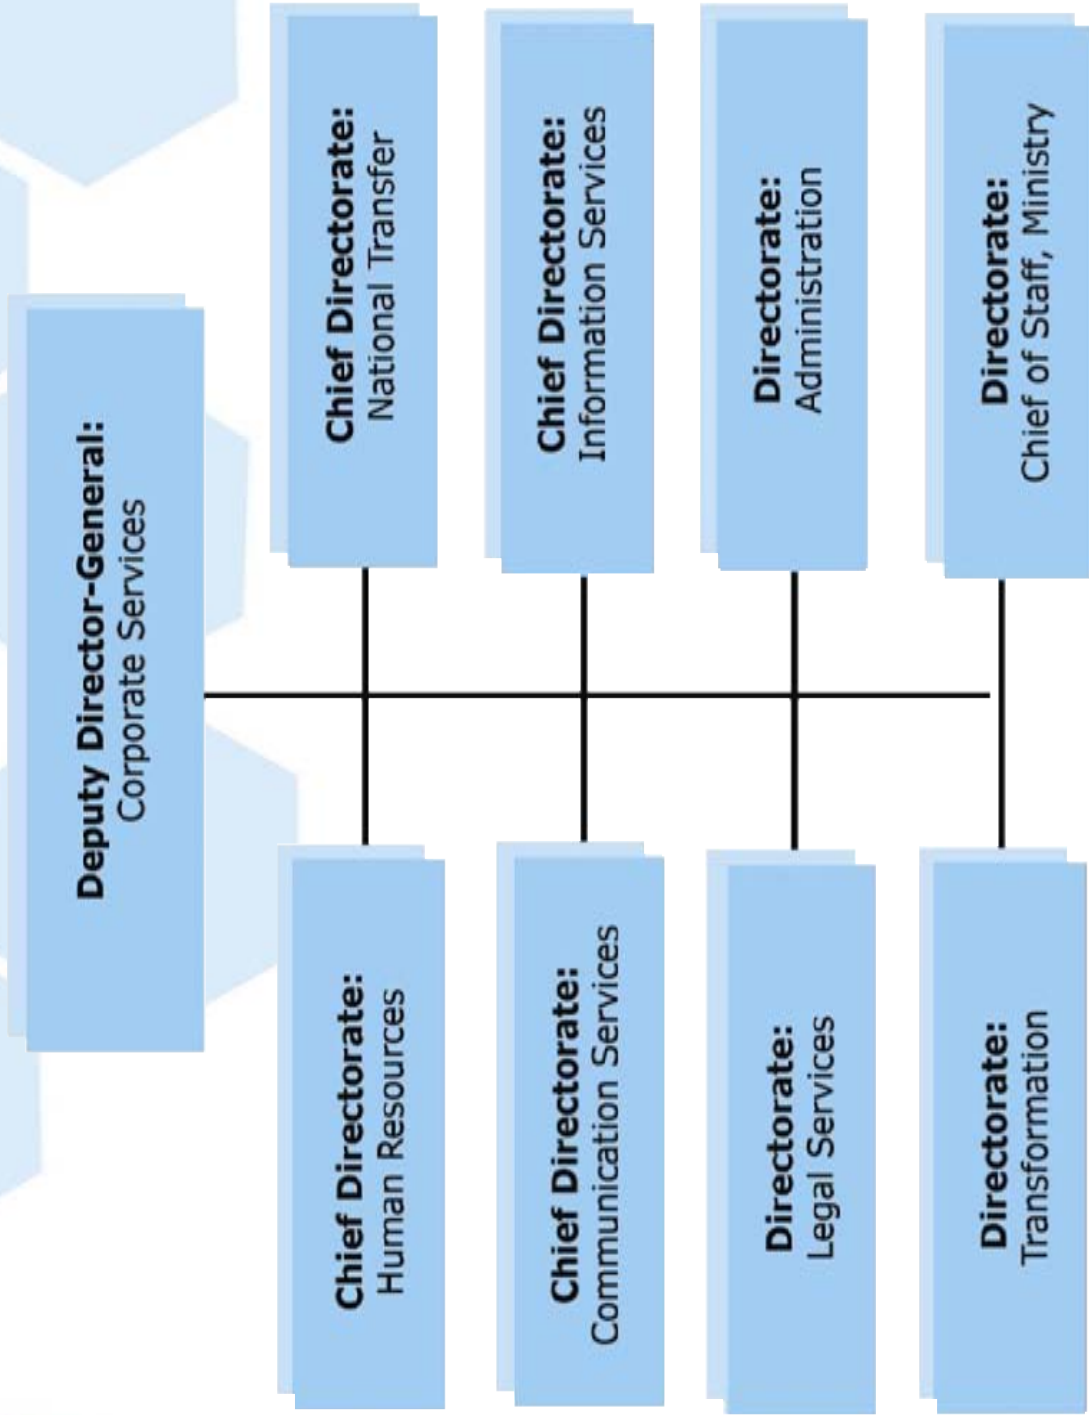 Deputy Director-General:
Corporate Services
Chief Directorate:
Human Resources
Chief Directorate:
National Transfer
Chief Directorate:
Communication Services
Chief Directorate:
Information Services
Directorate:
Legal Services
Directorate:
Administration
Directorate:
Transformation
Directorate:
Chief of Staff, Ministry